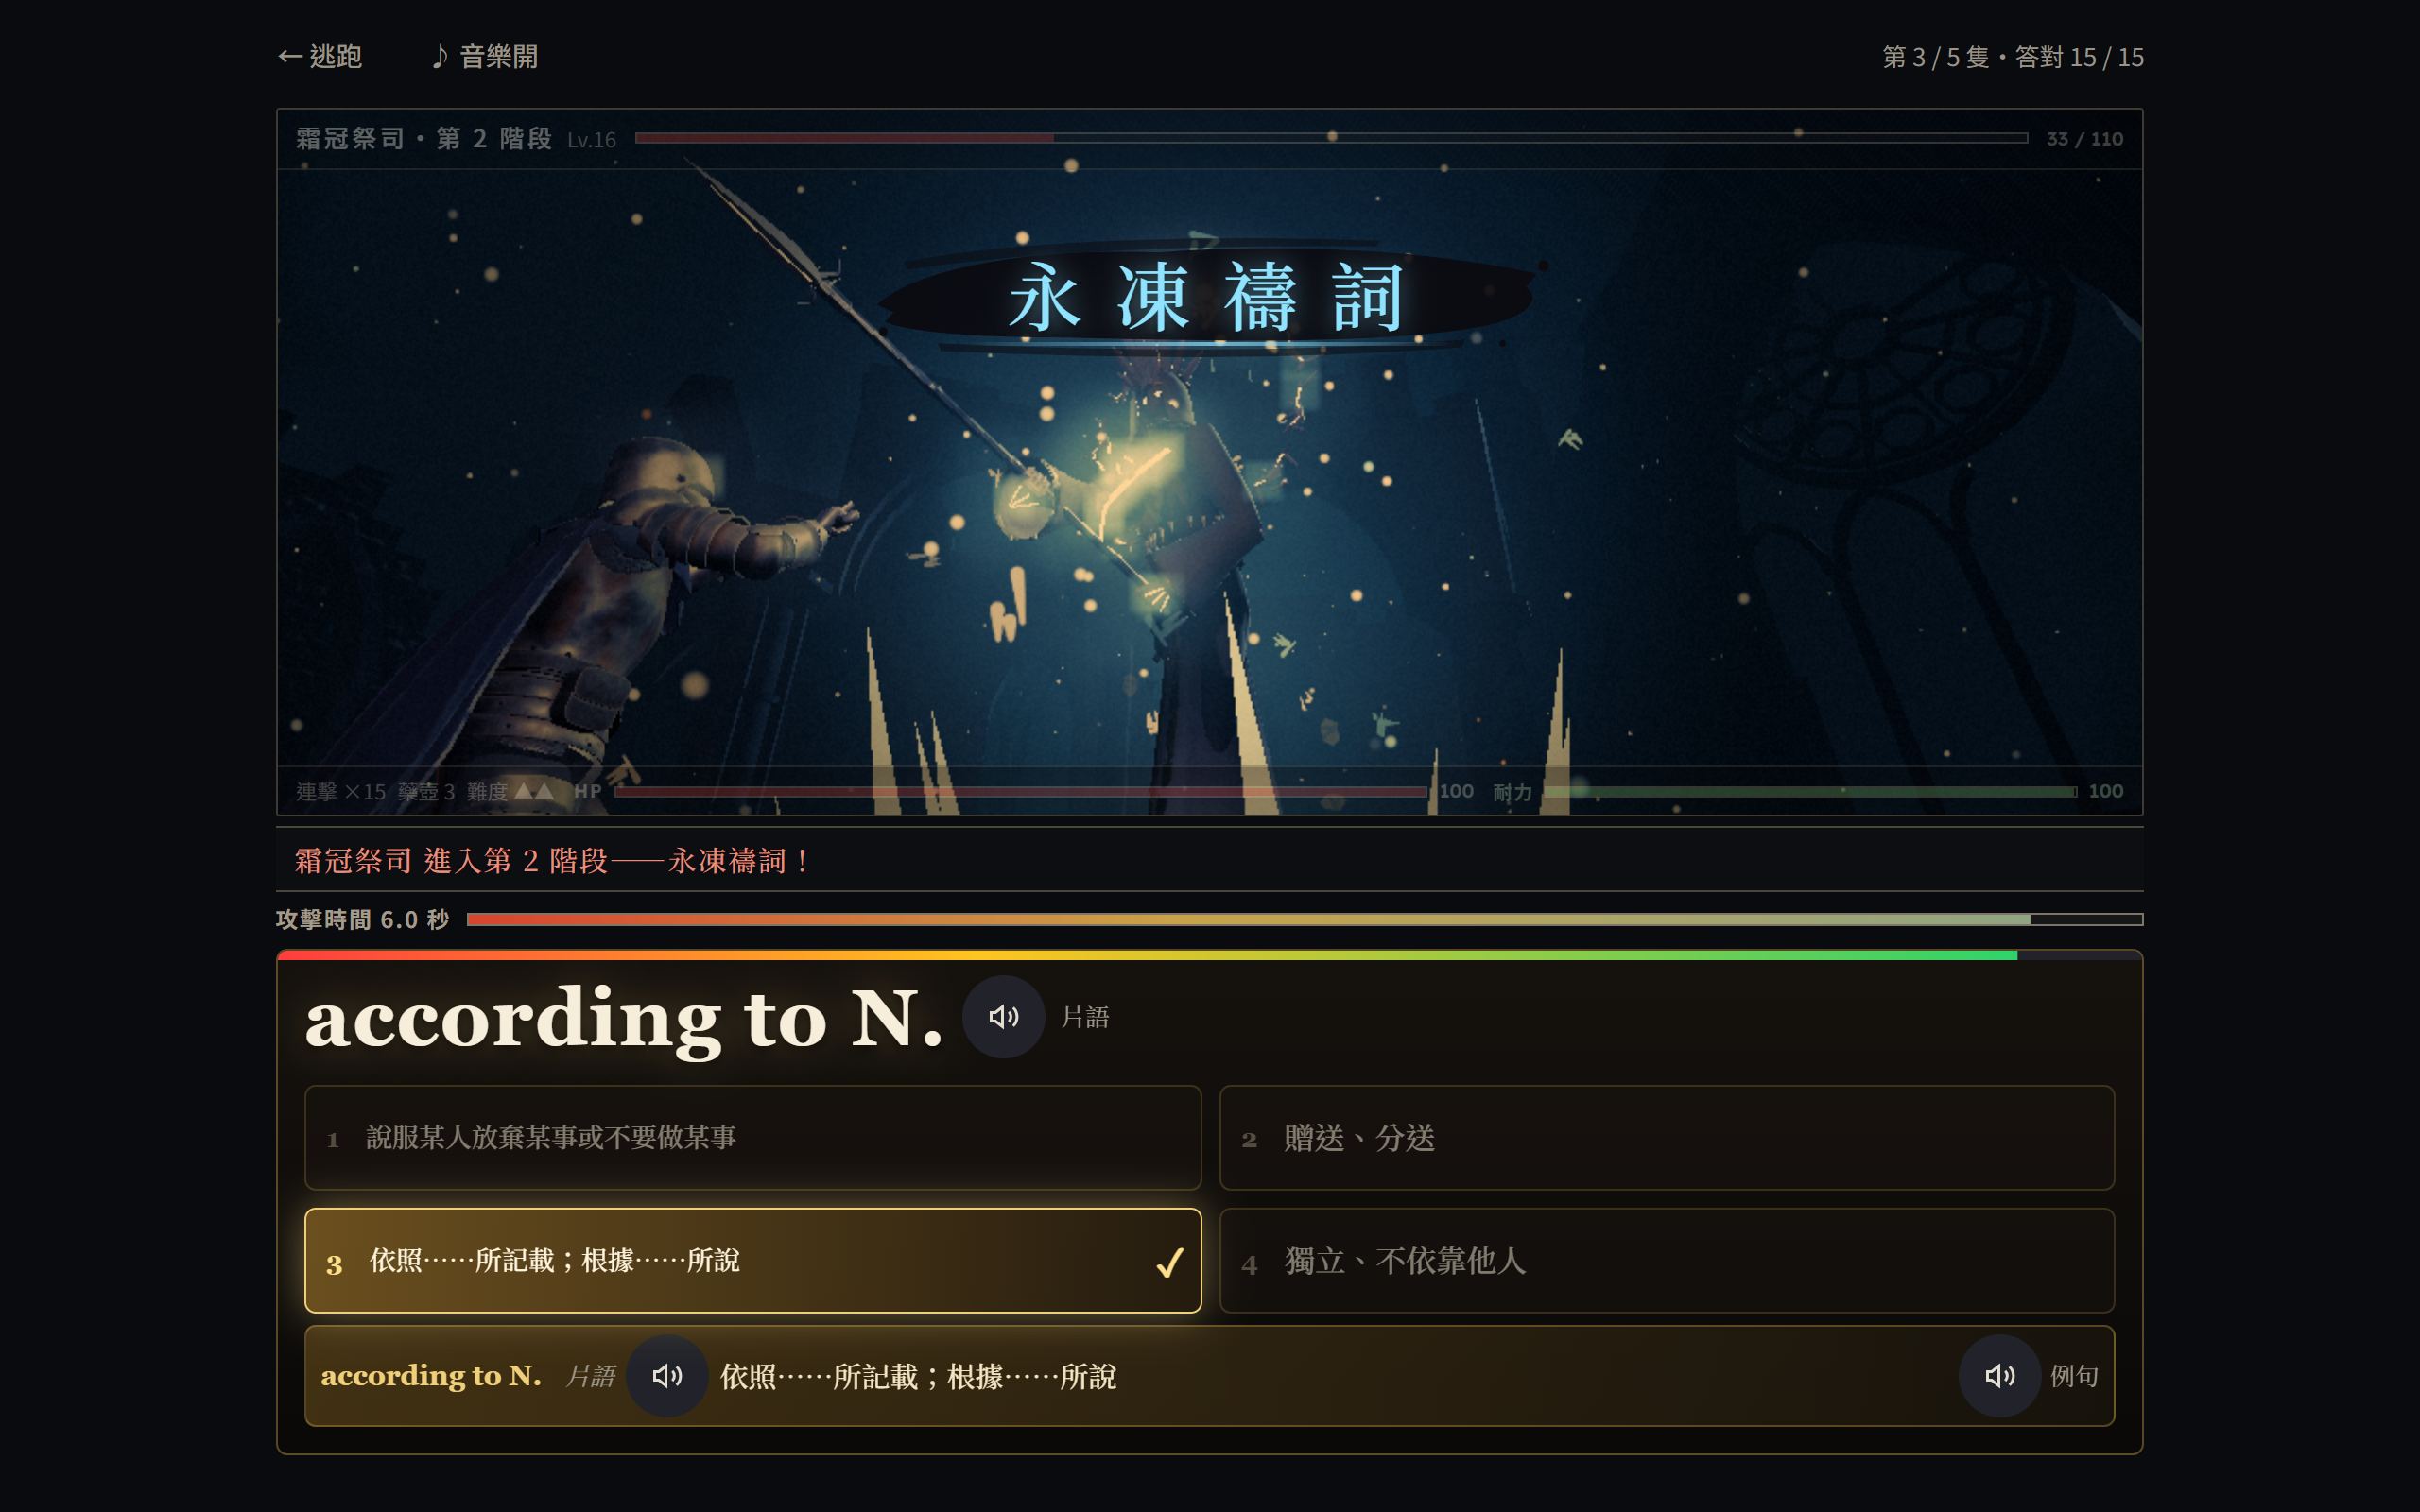 ← 逃跑 ♪ 音樂開 第 3 / 5 隻・答對 15 / 15
霜冠祭司・第 2 階段 Lv.16 33 / 110
永凍禱詞
連擊 ×15 藥壺 3 難度 ▲▲ HP 100 耐力 100
霜冠祭司 進入第 2 階段——永凍禱詞！
攻擊時間 6.0 秒
according to N. 片語
1 說服某人放棄某事或不要做某事
2 贈送、分送
3 依照……所記載；根據……所說 ✓
4 獨立、不依靠他人
according to N. 片語 依照……所記載；根據……所說 例句